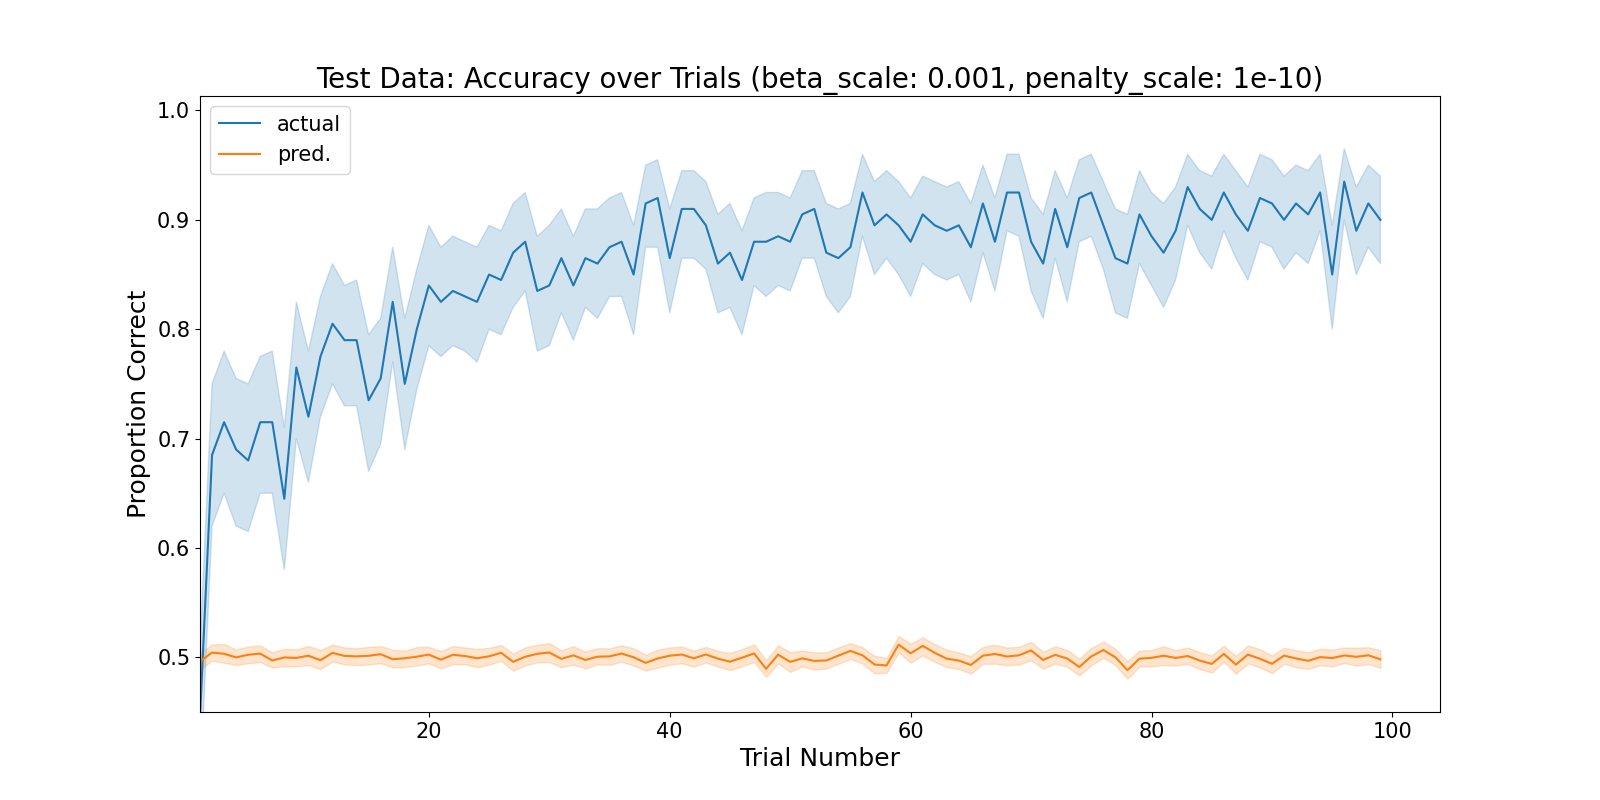 Test Data: Accuracy over Trials (beta_scale: 0.001, penalty_scale: 1e-10)
actual
pred.
Proportion Correct
1.0
0.9
0.8
0.7
0.6
0.5
20 40 60 80 100
Trial Number